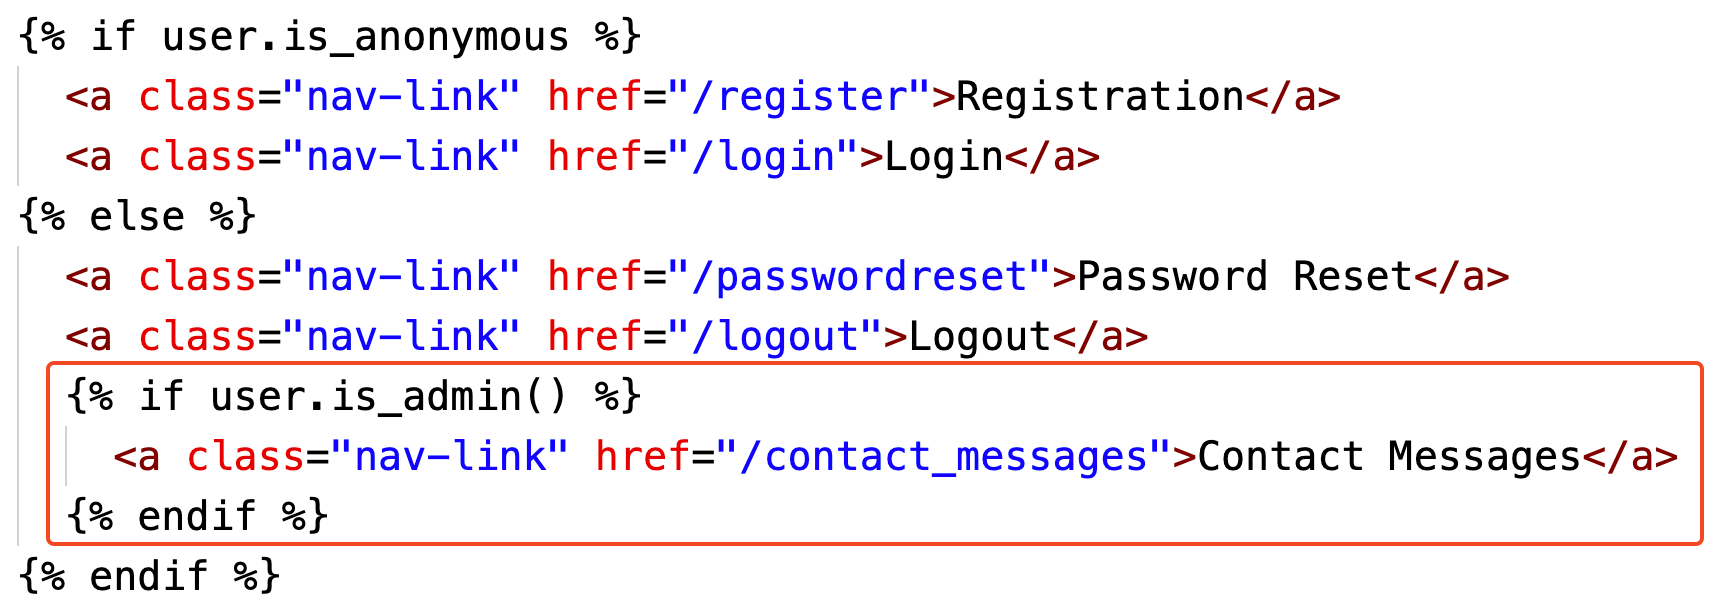 {% if user.is_anonymous %}
<a class="nav-link" href="/register">Registration</a>
<a class="nav-link" href="/login">Login</a>
{% else %}
<a class="nav-link" href="/passwordreset">Password Reset</a>
<a class="nav-link" href="/logout">Logout</a>
{% if user.is_admin() %}
<a class="nav-link" href="/contact_messages">Contact Messages</a>
{% endif %}
{% endif %}